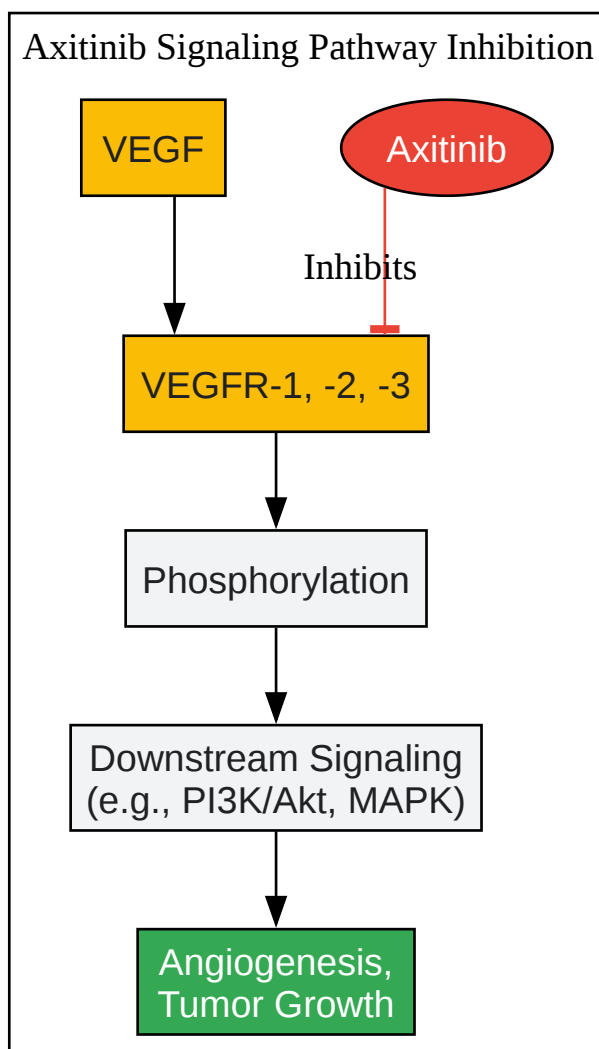 Axitinib Signaling Pathway Inhibition
VEGF
Axitinib
Inhibits
VEGFR-1, -2, -3
Phosphorylation
Downstream Signaling
(e.g., PI3K/Akt, MAPK)
Angiogenesis,
Tumor Growth